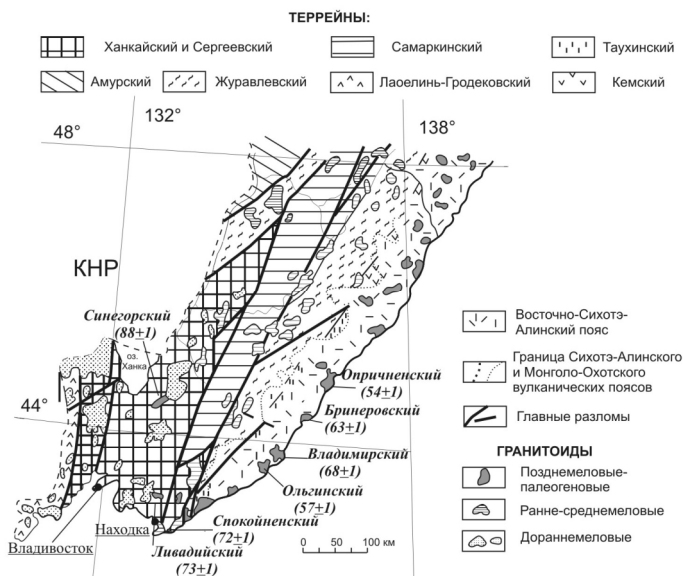 ТЕРРЕЙНЫ:
Ханкайский и Сергеевский
Самаркинский
Таухинский
Амурский
Журавлевский
Лаоелинь-Гродековский
Кемский
132°
48°
138°
КНР
Синегорский
(88±1)
оз.
Ханка
44°
Опричненский
(54±1)
Бринеровский
(63±1)
Владимирский
(68±1)
Ольгинский
(57±1)
Спокойненский
(72±1)
Находка
Владивосток
Ливадийский
(73±1)
0 50 100 км
Восточно-Сихотэ-
Алинский пояс
Граница Сихотэ-Алинского
и Монголо-Охотского
вулканических поясов
Главные разломы
ГРАНИТОИДЫ
Позднемеловые-
палеогеновые
Ранне-среднемеловые
Дораннемеловые